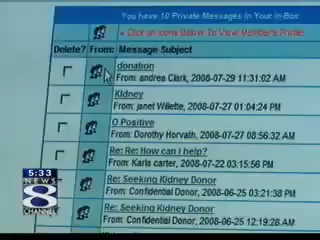 You have 10 Private Messages In Your In-Box
Click on Icons Below To View Member's Profile
Delete? From: Message Subject
donation
From: andrea Clark, 2008-07-29 11:31:02 AM
Kidney
From: janet Willette, 2008-07-27 01:04:24 PM
O Positive
From: Dorothy Horvath, 2008-07-27 08:56:32 AM
Re: Re: How can I help?
From: Karla carter, 2008-07-22 03:15:56 PM
Re: Seeking Kidney Donor
From: Confidential Donor, 2008-06-25 03:21:38 PM
Re: Seeking Kidney Donor
From: Confidential Donor, 2008-06-25 12:19:28 AM
5:33
NEWS
8
CHANNEL